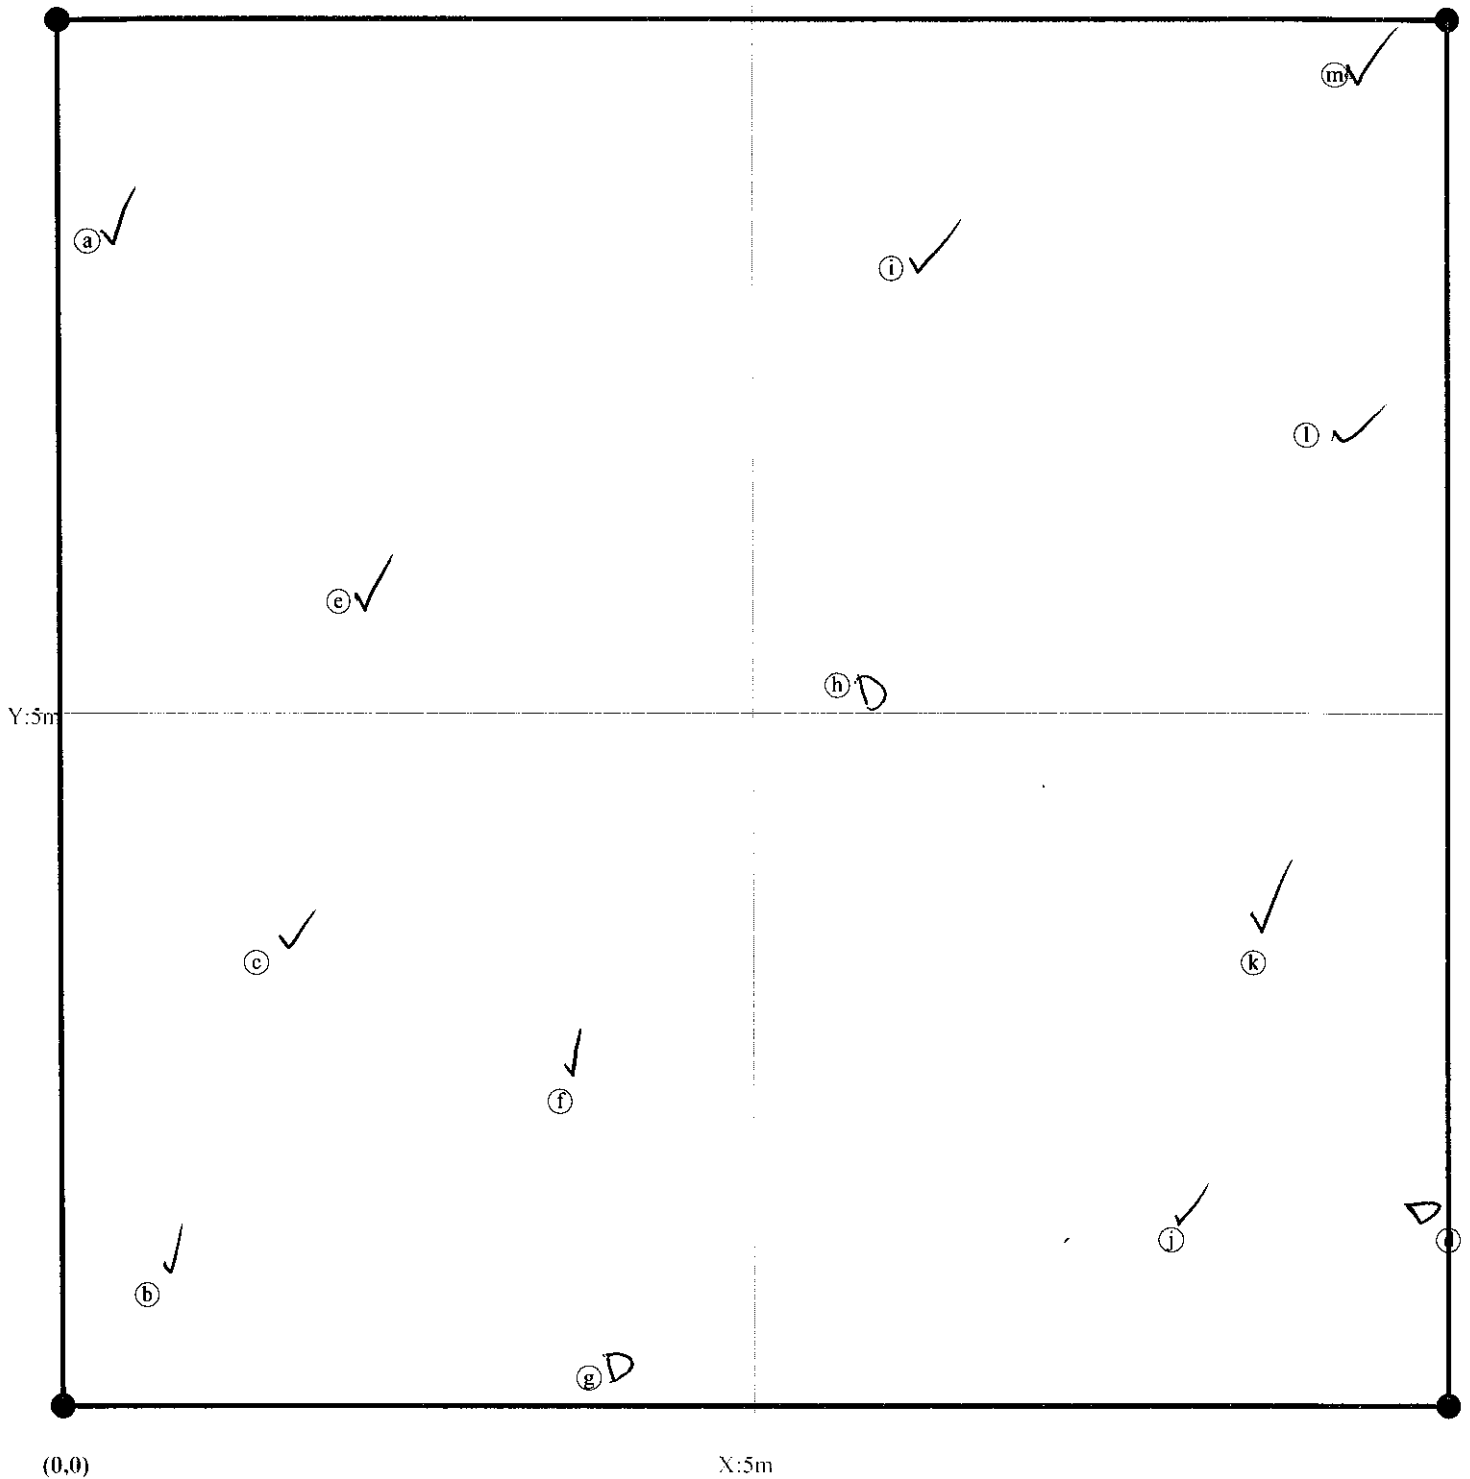 m ✓
a ✓
i ✓
l ✓
e ✓
h D
Y:5m
c ✓
k ✓
f ✓
j ✓
d D
b ✓
g D
(0,0) X:5m